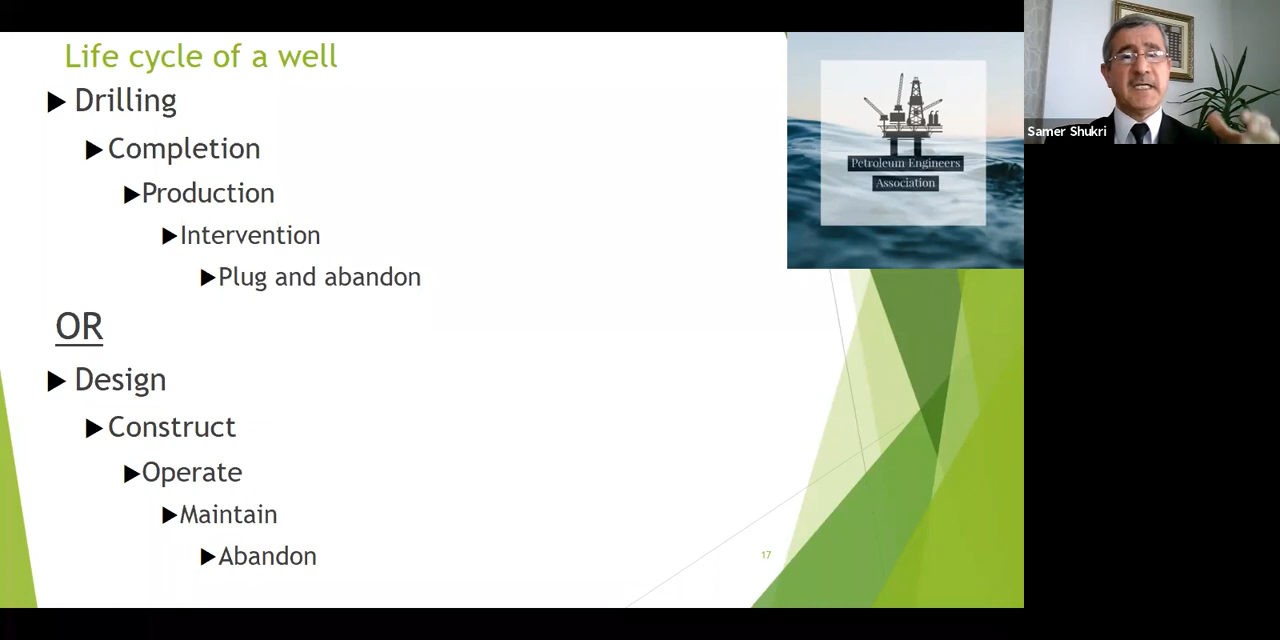 Life cycle of a well
Drilling
Completion
Production
Intervention
Plug and abandon
OR
Design
Construct
Operate
Maintain
Abandon
17
Petroleum Engineers
Association
Samer Shukri